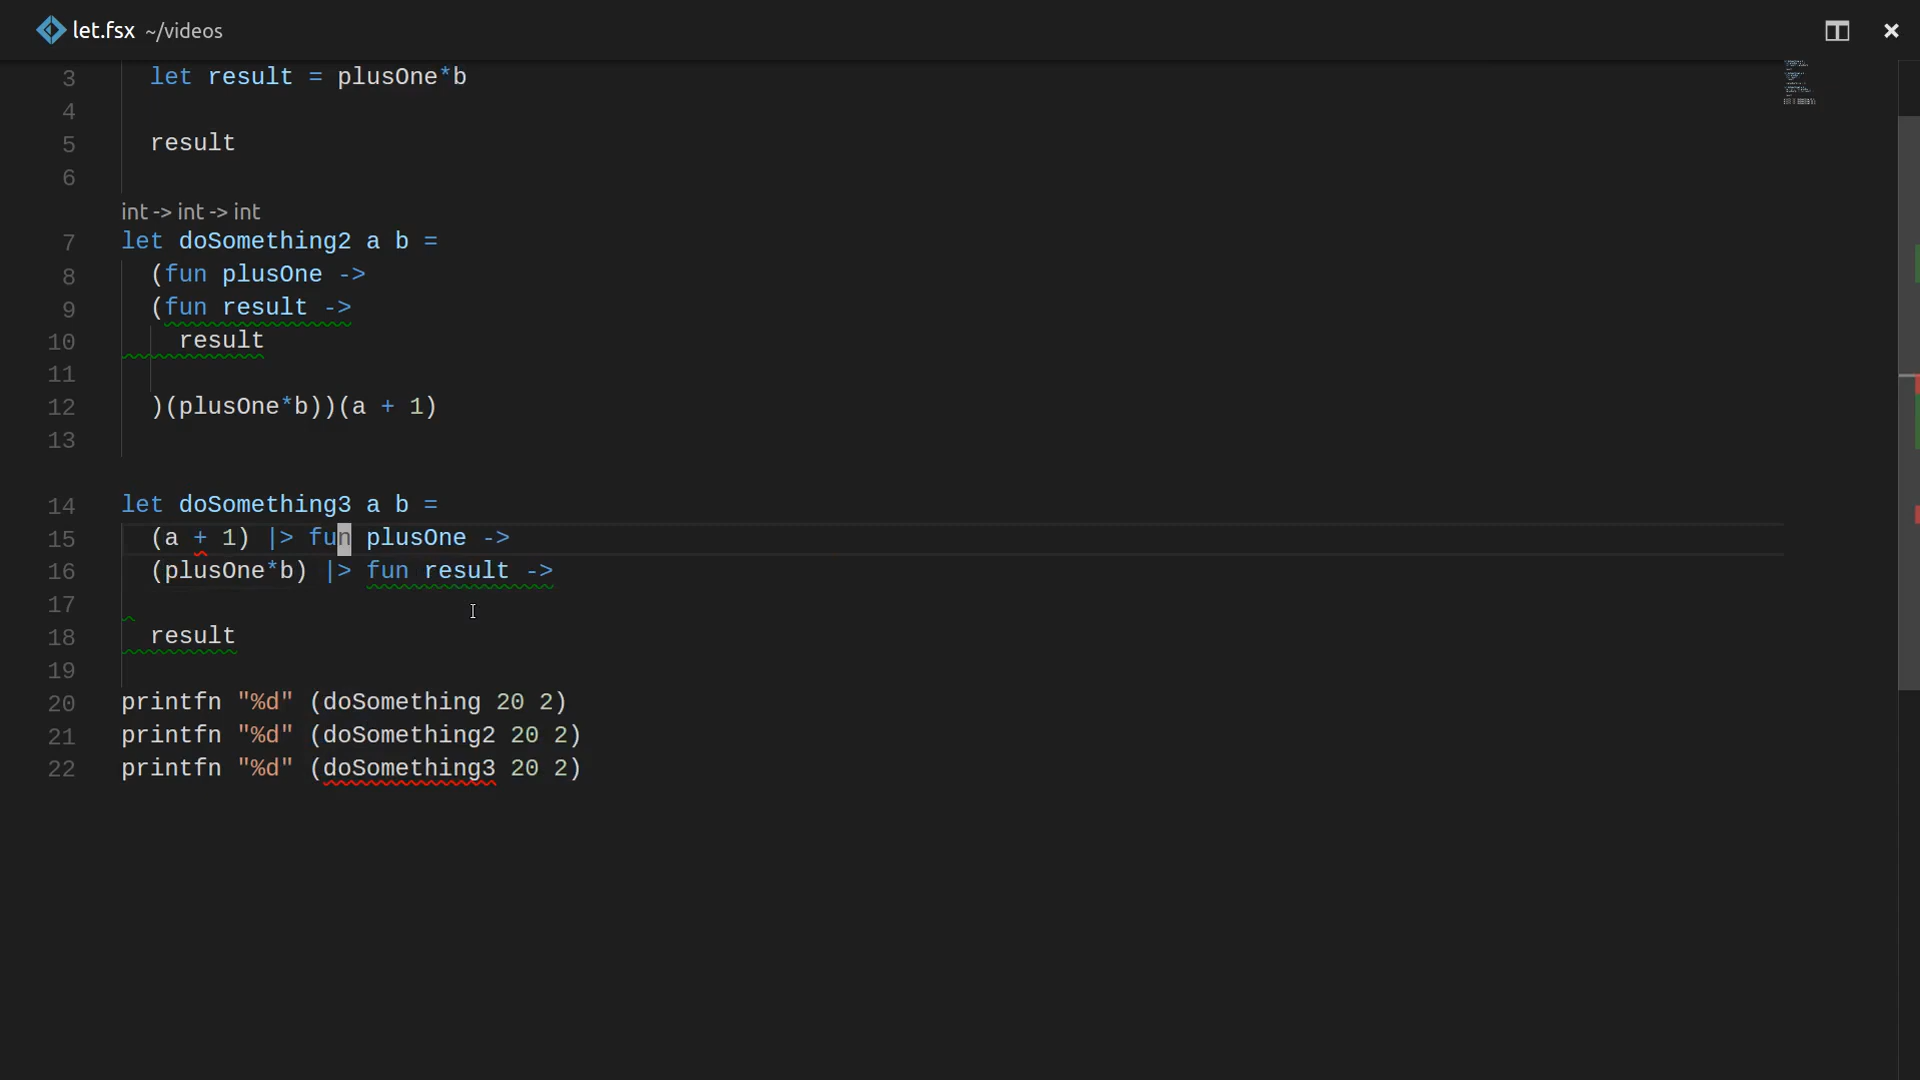 let.fsx ~/videos
3 let result = plusOne*b
4
5 result
6
int -> int -> int
7 let doSomething2 a b =
8 (fun plusOne ->
9 (fun result ->
10 result
11
12 )(plusOne*b))(a + 1)
13
14 let doSomething3 a b =
15 (a + 1) |> fun plusOne ->
16 (plusOne*b) |> fun result ->
17
18 result
19
20 printfn "%d" (doSomething 20 2)
21 printfn "%d" (doSomething2 20 2)
22 printfn "%d" (doSomething3 20 2)